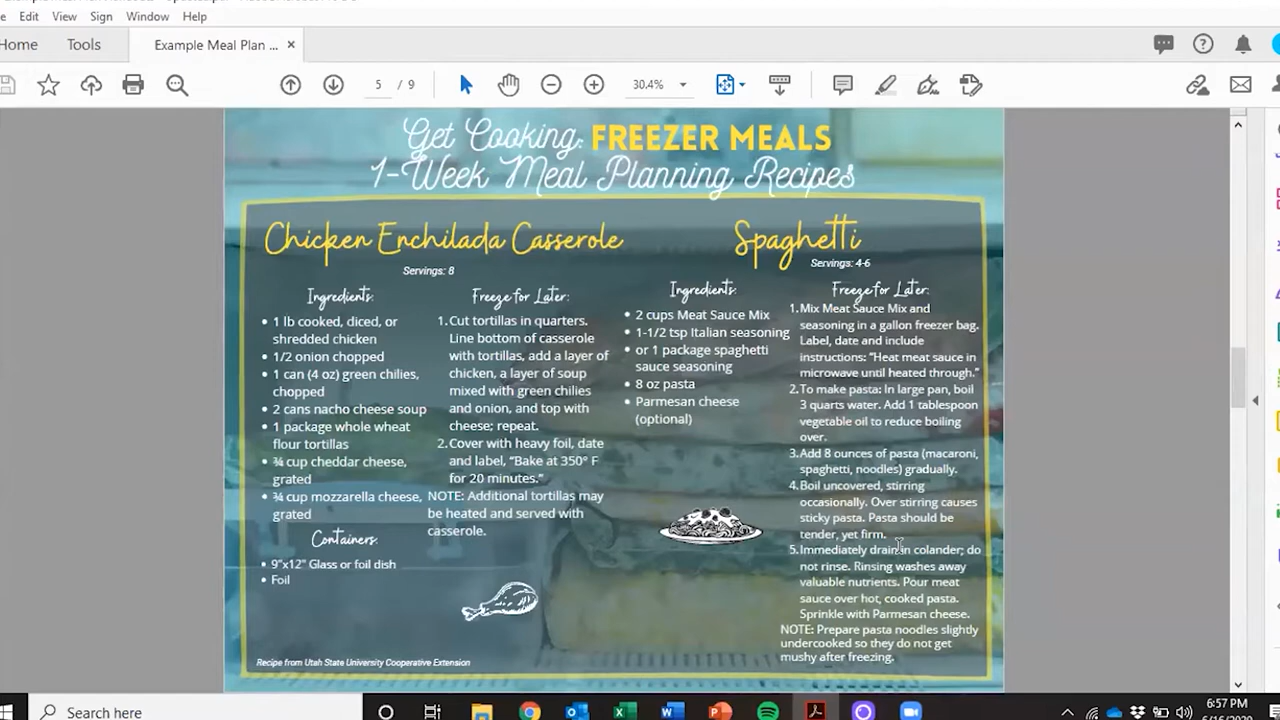 Edit View Sign Window Help
Home Tools Example Meal Plan ... ×
5 / 9 30.4%
Get Cooking: FREEZER MEALS
1-Week Meal Planning Recipes
Chicken Enchilada Casserole
Servings: 8
Ingredients:
• 1 lb cooked, diced, or
shredded chicken
• 1/2 onion chopped
• 1 can (4 oz) green chilies,
chopped
• 2 cans nacho cheese soup
• 1 package whole wheat
flour tortillas
• ¾ cup cheddar cheese,
grated
• ¾ cup mozzarella cheese,
grated
Containers:
• 9"x12" Glass or foil dish
• Foil
Freeze for Later:
1. Cut tortillas in quarters.
Line bottom of casserole
with tortillas, add a layer of
chicken, a layer of soup
mixed with green chilies
and onion, and top with
cheese; repeat.
2. Cover with heavy foil, date
and label, “Bake at 350° F
for 20 minutes.”
NOTE: Additional tortillas may
be heated and served with
casserole.
Recipe from Utah State University Cooperative Extension
Spaghetti
Servings: 4-6
Ingredients:
• 2 cups Meat Sauce Mix
• 1-1/2 tsp Italian seasoning
• or 1 package spaghetti
sauce seasoning
• 8 oz pasta
• Parmesan cheese
(optional)
Freeze for Later:
1. Mix Meat Sauce Mix and
seasoning in a gallon freezer bag.
Label, date and include
instructions: “Heat meat sauce in
microwave until heated through.”
2. To make pasta: In large pan, boil
3 quarts water. Add 1 tablespoon
vegetable oil to reduce boiling
over.
3. Add 8 ounces of pasta (macaroni,
spaghetti, noodles) gradually.
4. Boil uncovered, stirring
occasionally. Over stirring causes
sticky pasta. Pasta should be
tender, yet firm.
5. Immediately drain in colander; do
not rinse. Rinsing washes away
valuable nutrients. Pour meat
sauce over hot, cooked pasta.
Sprinkle with Parmesan cheese.
NOTE: Prepare pasta noodles slightly
undercooked so they do not get
mushy after freezing.
Search here
6:57 PM